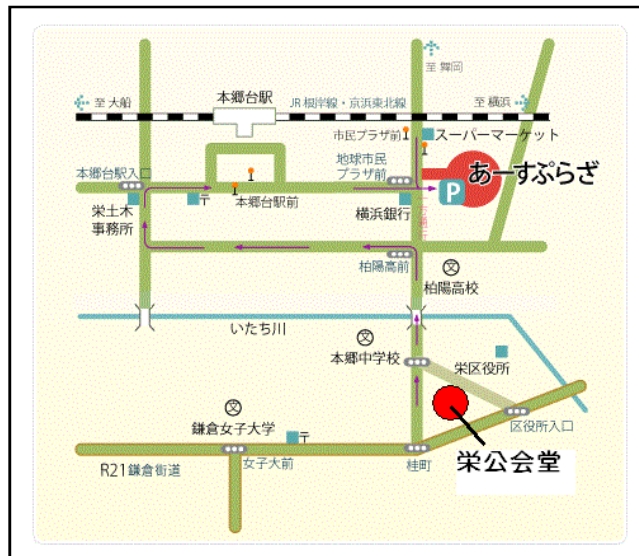 至 舞岡
本郷台駅
至 大船
JR 根岸線・京浜東北線
至 横浜
市民プラザ前
スーパーマーケット
本郷台駅入口
地球市民
プラザ前
あーすぷらざ
P
〒
栄土木
事務所
本郷台駅前
横浜銀行
柏陽高前
文
柏陽高校
いたち川
文
本郷中学校
栄区役所
文
鎌倉女子大学
〒
区役所入口
R21鎌倉街道
女子大前
桂町
栄公会堂